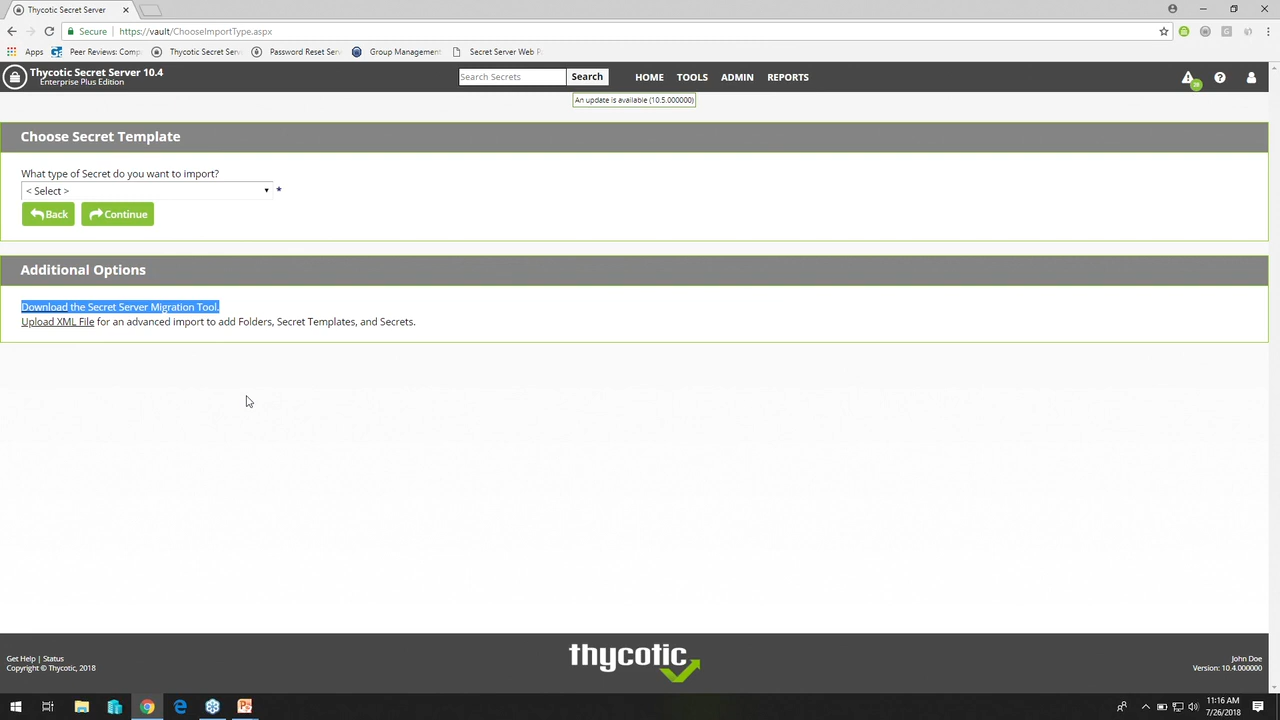 Thycotic Secret Server
Secure
https://vault/ChooseImportType.aspx
Apps
Peer Reviews: Comp
Thycotic Secret Serv
Password Reset Serv
Group Management
Secret Server Web P
Thycotic Secret Server 10.4
Enterprise Plus Edition
Search Secrets
Search
HOME
TOOLS
ADMIN
REPORTS
An update is available (10.5.000000)
Choose Secret Template
What type of Secret do you want to import?
< Select >
*
Back
Continue
Additional Options
Download the Secret Server Migration Tool.
Upload XML File for an advanced import to add Folders, Secret Templates, and Secrets.
Get Help | Status
Copyright © Thycotic, 2018
thycotic
John Doe
Version: 10.4.000000
11:16 AM
7/26/2018